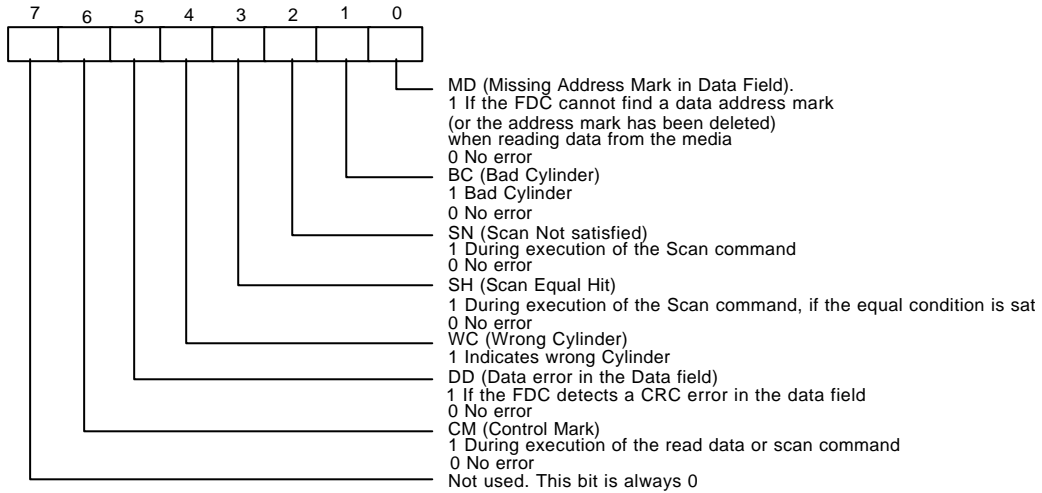 7 6 5 4 3 2 1 0
MD (Missing Address Mark in Data Field).
1 If the FDC cannot find a data address mark
(or the address mark has been deleted)
when reading data from the media
0 No error
BC (Bad Cylinder)
1 Bad Cylinder
0 No error
SN (Scan Not satisfied)
1 During execution of the Scan command
0 No error
SH (Scan Equal Hit)
1 During execution of the Scan command, if the equal condition is sat
0 No error
WC (Wrong Cylinder)
1 Indicates wrong Cylinder
DD (Data error in the Data field)
1 If the FDC detects a CRC error in the data field
0 No error
CM (Control Mark)
1 During execution of the read data or scan command
0 No error
Not used. This bit is always 0